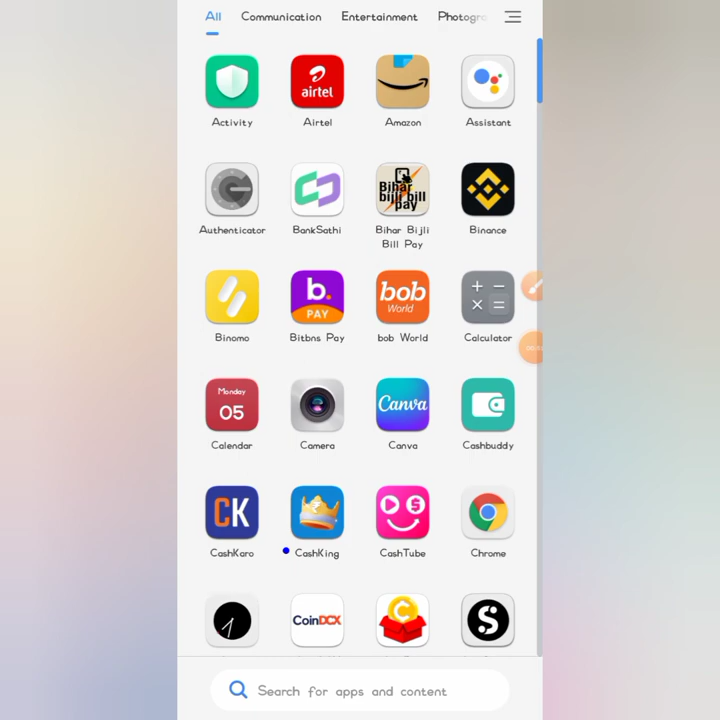 All Communication Entertainment Photogra
airtel
Activity Airtel Amazon Assistant
Bihar
bijli bill
pay
Authenticator BankSathi Bihar Bijli Bill Pay Binance
b.
PAY
bob
World
Binomo Bitbns Pay bob World Calculator
Monday
05
Canva
Calendar Camera Canva Cashbuddy
CK
CashKaro CashKing CashTube Chrome
CoinDCX
C
S
Search for apps and content